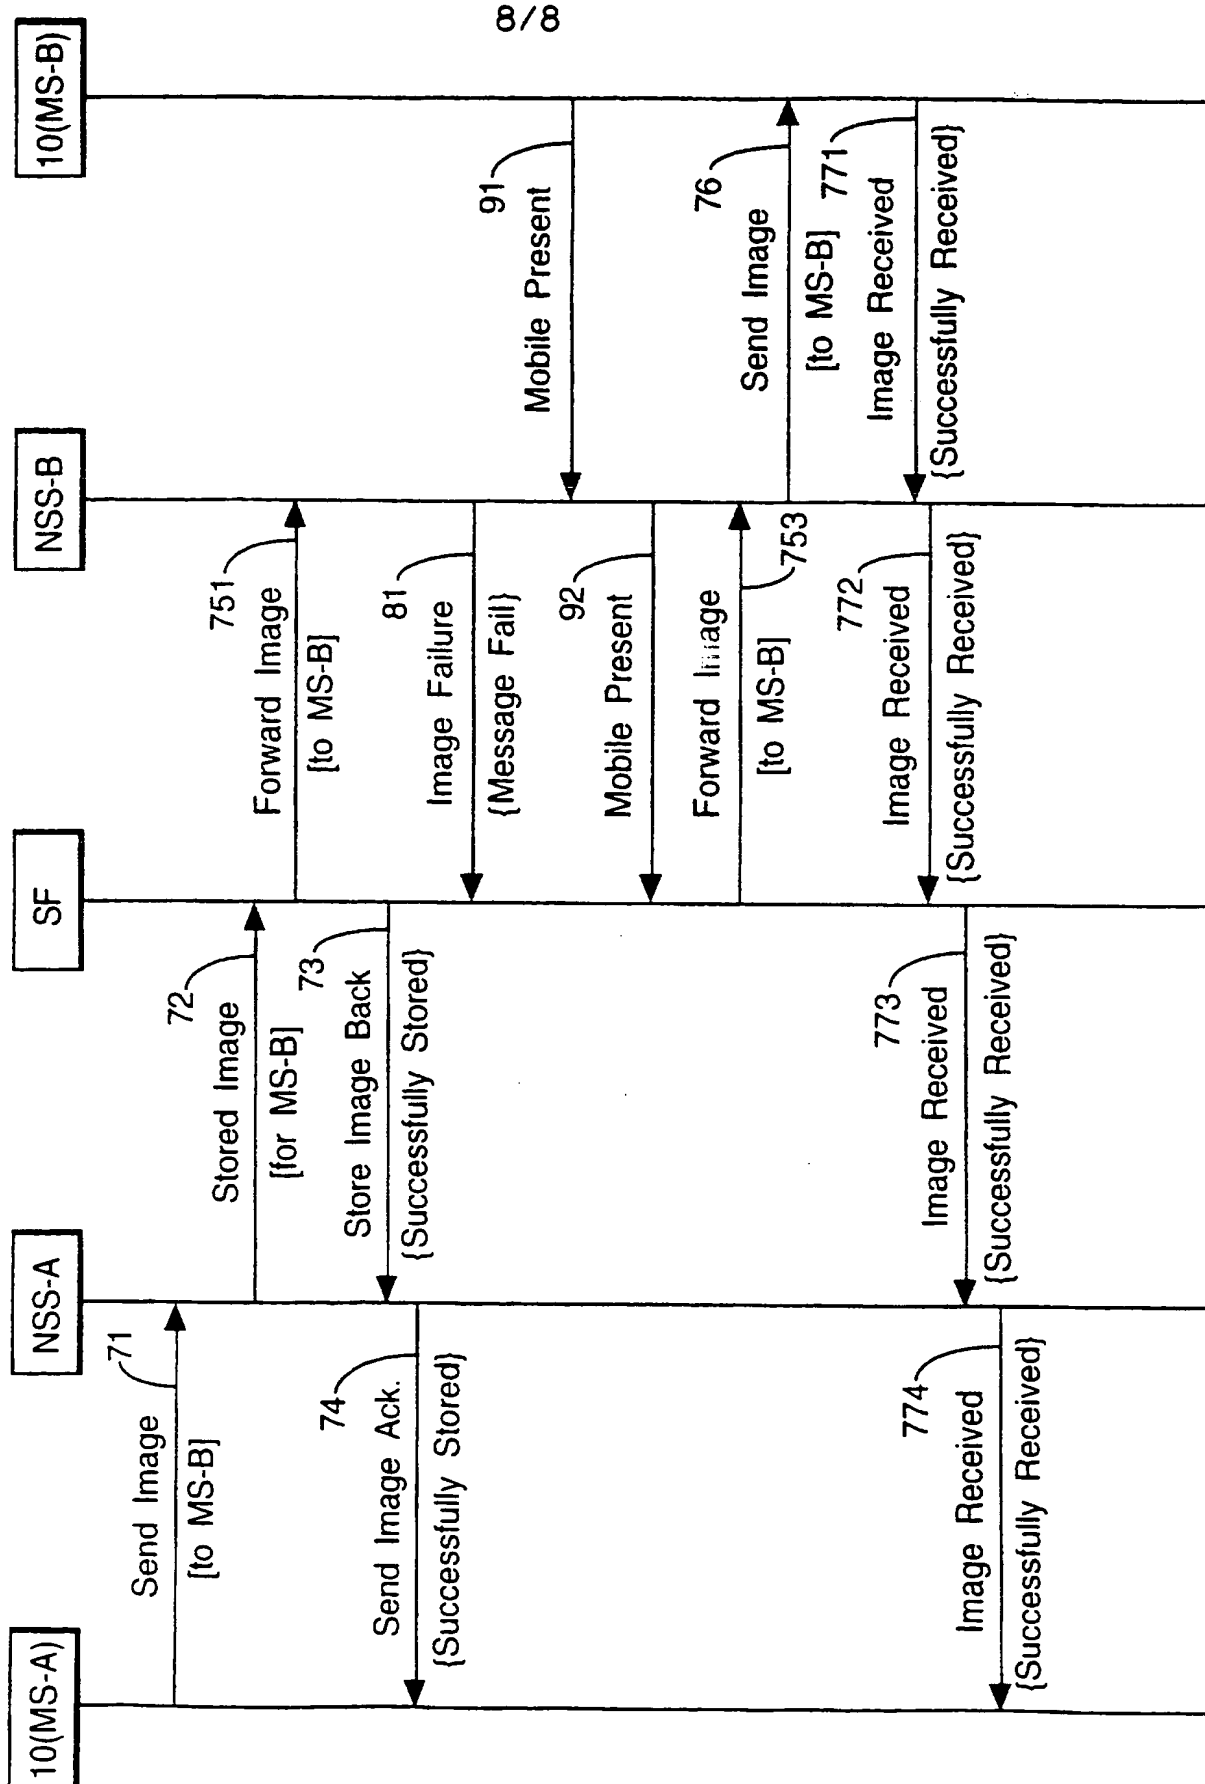 8/8
10(MS-A)
NSS-A
SF
NSS-B
10(MS-B)
Send Image
71
[to MS-B]
Stored Image
72
[for MS-B]
Forward Image
751
[to MS-B]
Store Image Back
73
{Successfully Stored}
Send Image Ack.
74
{Successfully Stored}
Image Failure
81
{Message Fail}
Mobile Present
91
Mobile Present
92
Forward Image
753
[to MS-B]
Send Image
76
[to MS-B]
Image Received
771
{Successfully Received}
Image Received
772
{Successfully Received}
Image Received
773
{Successfully Received}
Image Received
774
{Successfully Received}